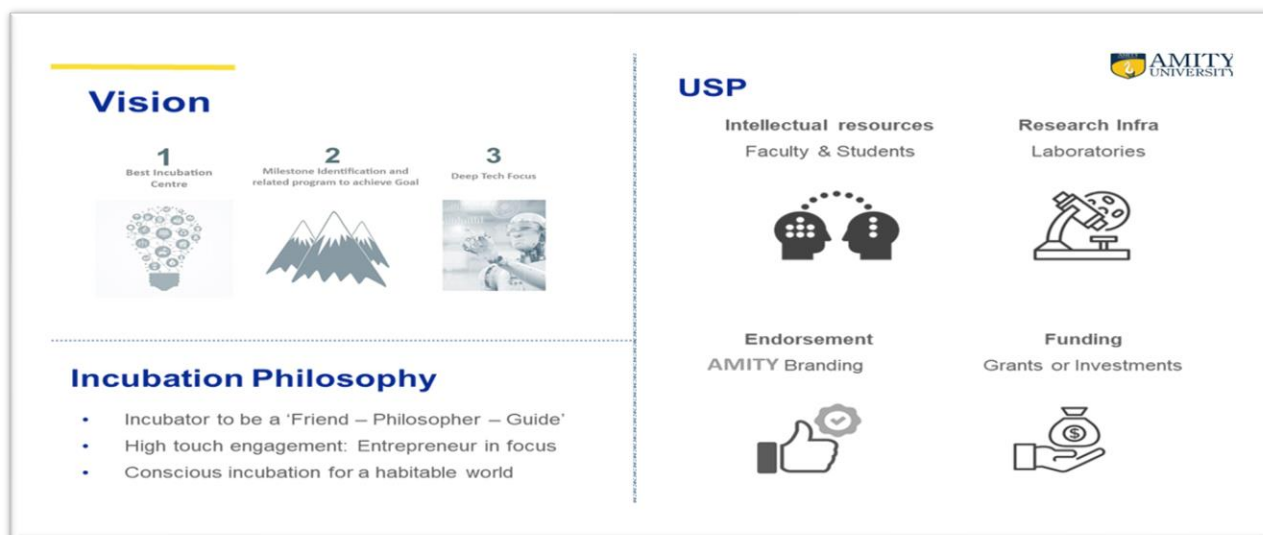 Vision
1
Best Incubation
Centre
2
Milestone Identification and
related program to achieve Goal
3
Deep Tech Focus
Incubation Philosophy
• Incubator to be a ‘Friend – Philosopher – Guide’
• High touch engagement: Entrepreneur in focus
• Conscious incubation for a habitable world
AMITY
UNIVERSITY
USP
Intellectual resources
Faculty & Students
Research Infra
Laboratories
Endorsement
AMITY Branding
Funding
Grants or Investments
$